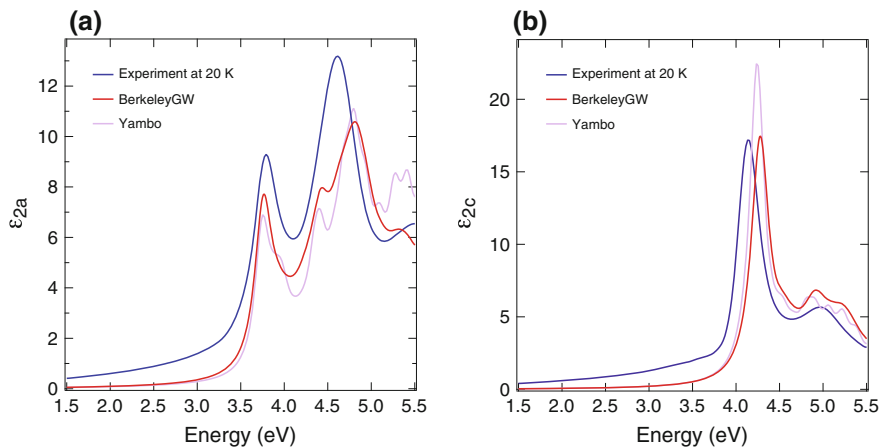 (a)
ε2a
12
10
8
6
4
2
0
Experiment at 20 K
BerkeleyGW
Yambo
1.5 2.0 2.5 3.0 3.5 4.0 4.5 5.0 5.5
Energy (eV)
(b)
ε2c
20
15
10
5
0
Experiment at 20 K
BerkeleyGW
Yambo
1.5 2.0 2.5 3.0 3.5 4.0 4.5 5.0 5.5
Energy (eV)